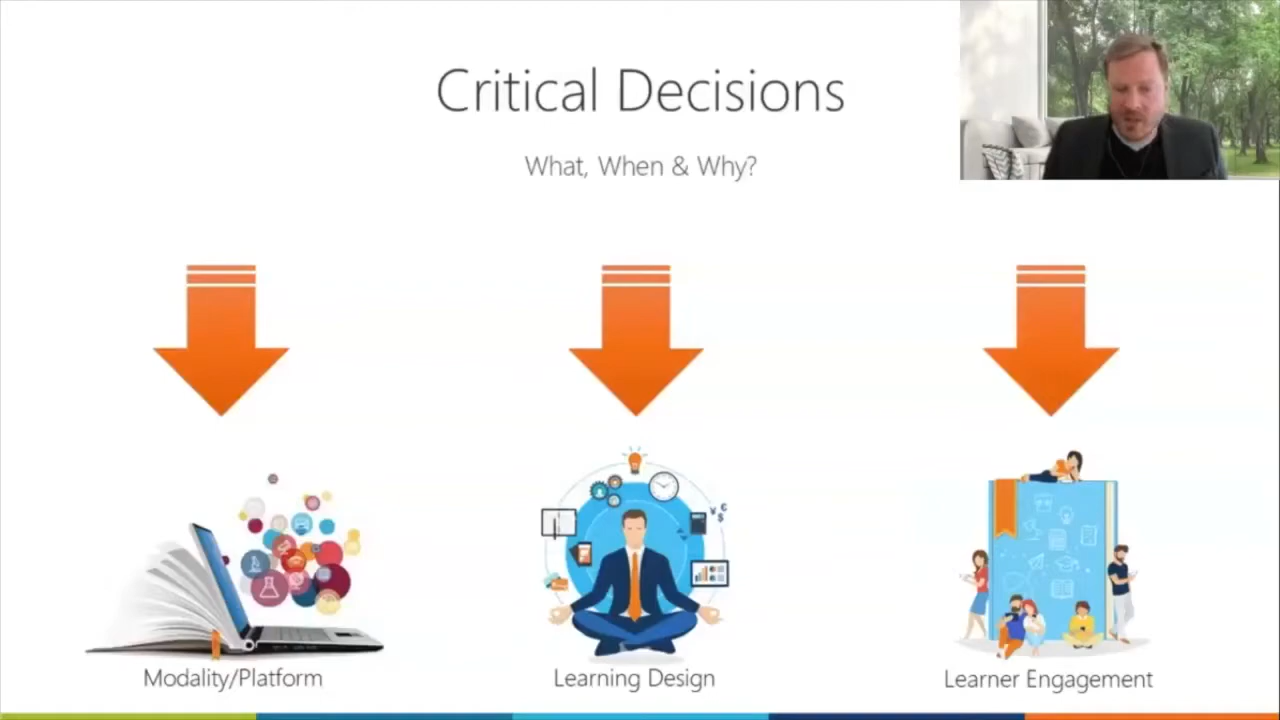 Critical Decisions
What, When & Why?
Modality/Platform
Learning Design
Learner Engagement